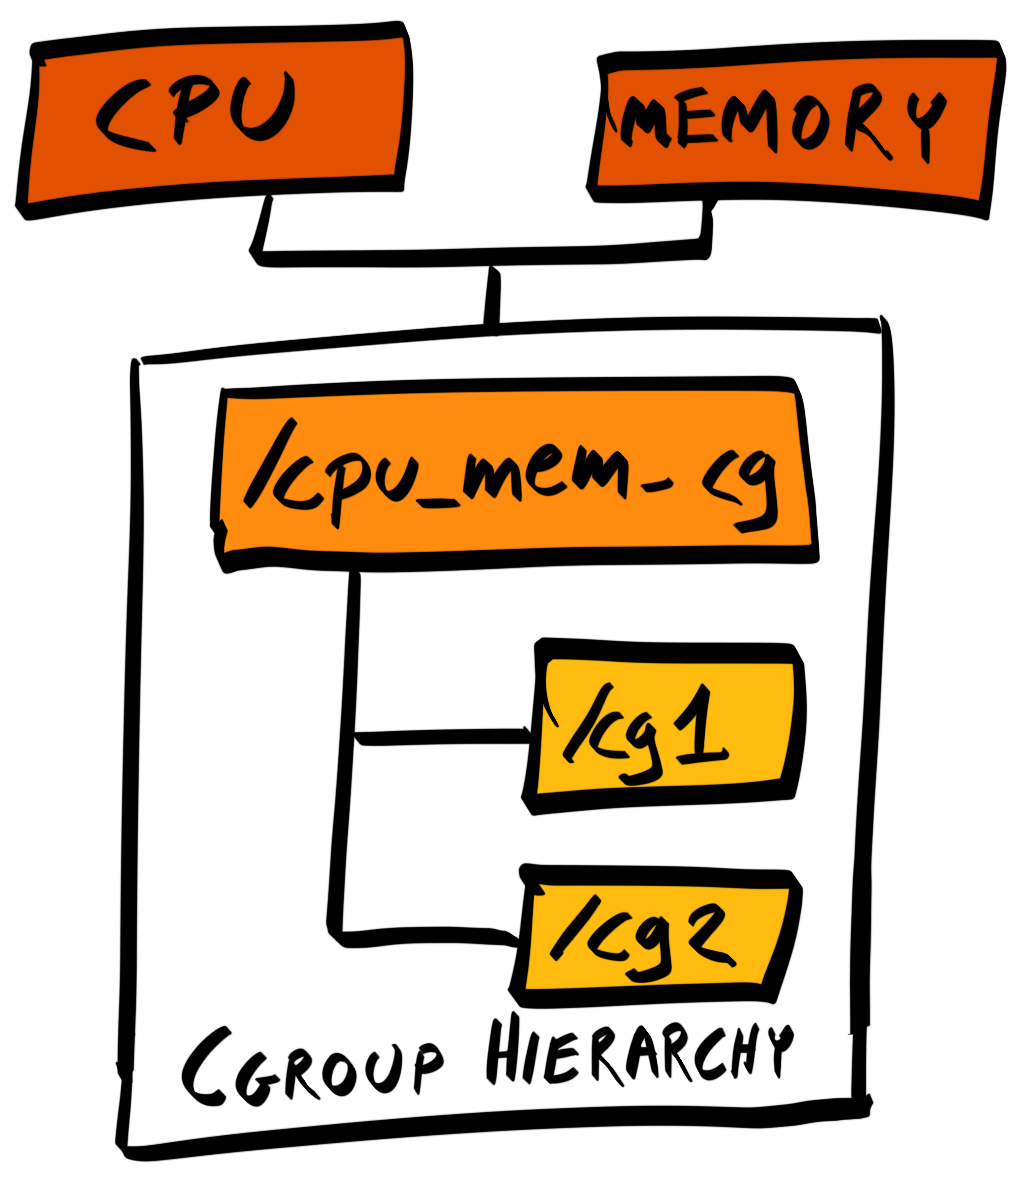 CPU
MEMORY
/cpu_mem_cg
/cg1
/cg2
CGROUP HIERARCHY